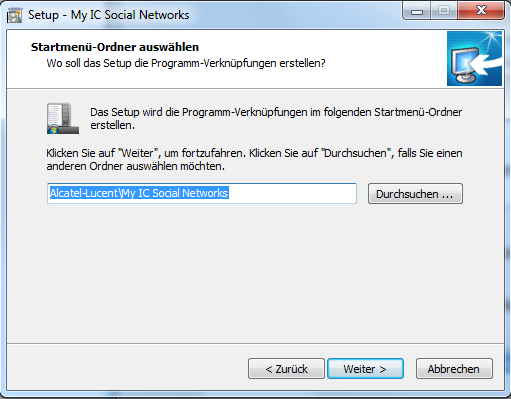 Setup - My IC Social Networks
Startmenü-Ordner auswählen
Wo soll das Setup die Programm-Verknüpfungen erstellen?
Das Setup wird die Programm-Verknüpfungen im folgenden Startmenü-Ordner
erstellen.
Klicken Sie auf "Weiter", um fortzufahren. Klicken Sie auf "Durchsuchen", falls Sie einen
anderen Ordner auswählen möchten.
Alcatel-Lucent\My IC Social Networks
Durchsuchen ...
< Zurück
Weiter >
Abbrechen